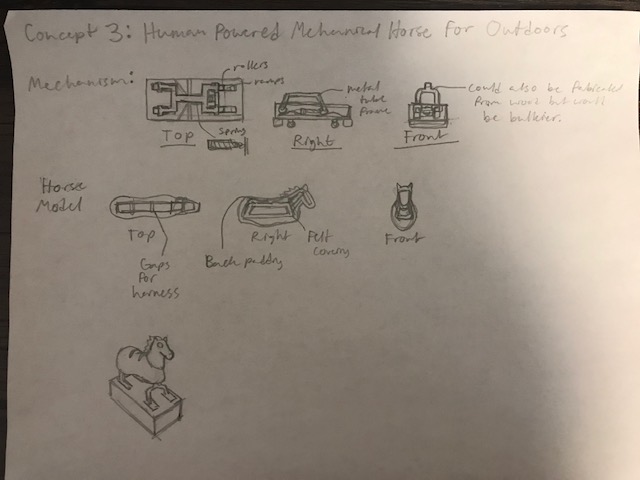 Concept 3: Human Powered Mehanical Horse For Outdoors
Mechanism:
rollers
ramps
spring
Top
metal
tube
frame
Right
could also be fabricated
from wood but would
be bulkier.
Front
Horse
Model
Top
Gaps
for
harness
Right
Back padding
Felt
covering
Front